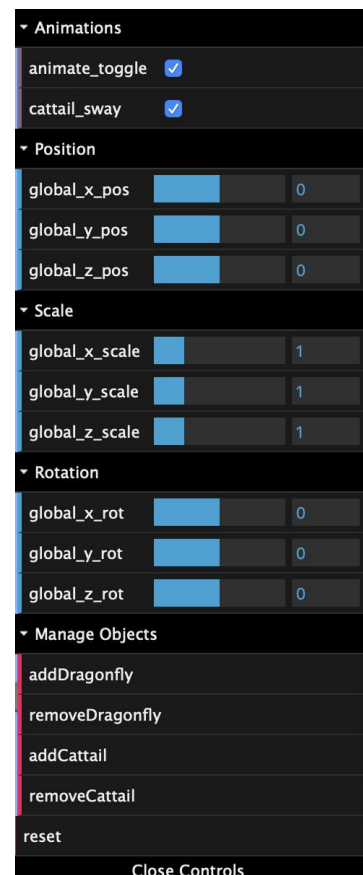 Animations
animate_toggle
cattail_sway
Position
global_x_pos 0
global_y_pos 0
global_z_pos 0
Scale
global_x_scale 1
global_y_scale 1
global_z_scale 1
Rotation
global_x_rot 0
global_y_rot 0
global_z_rot 0
Manage Objects
addDragonfly
removeDragonfly
addCattail
removeCattail
reset
Close Controls